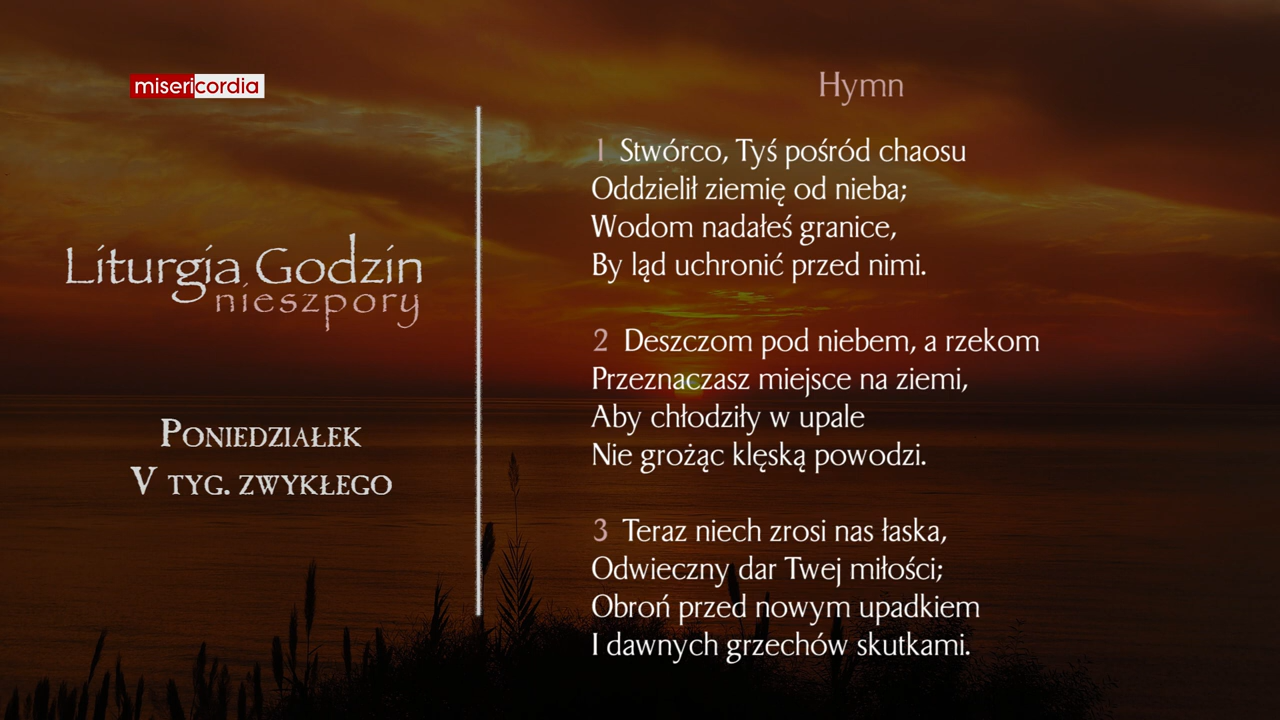 misericordia
Liturgia Godzin
nieszpory
Poniedziałek
V tyg. zwykłego
Hymn
1 Stwórco, Tyś pośród chaosu
Oddzielił ziemię od nieba;
Wodom nadałeś granice,
By ląd uchronić przed nimi.
2 Deszczom pod niebem, a rzekom
Przeznaczasz miejsce na ziemi,
Aby chłodziły w upale
Nie grożąc klęską powodzi.
3 Teraz niech zrosi nas łaska,
Odwieczny dar Twej miłości;
Obroń przed nowym upadkiem
I dawnych grzechów skutkami.